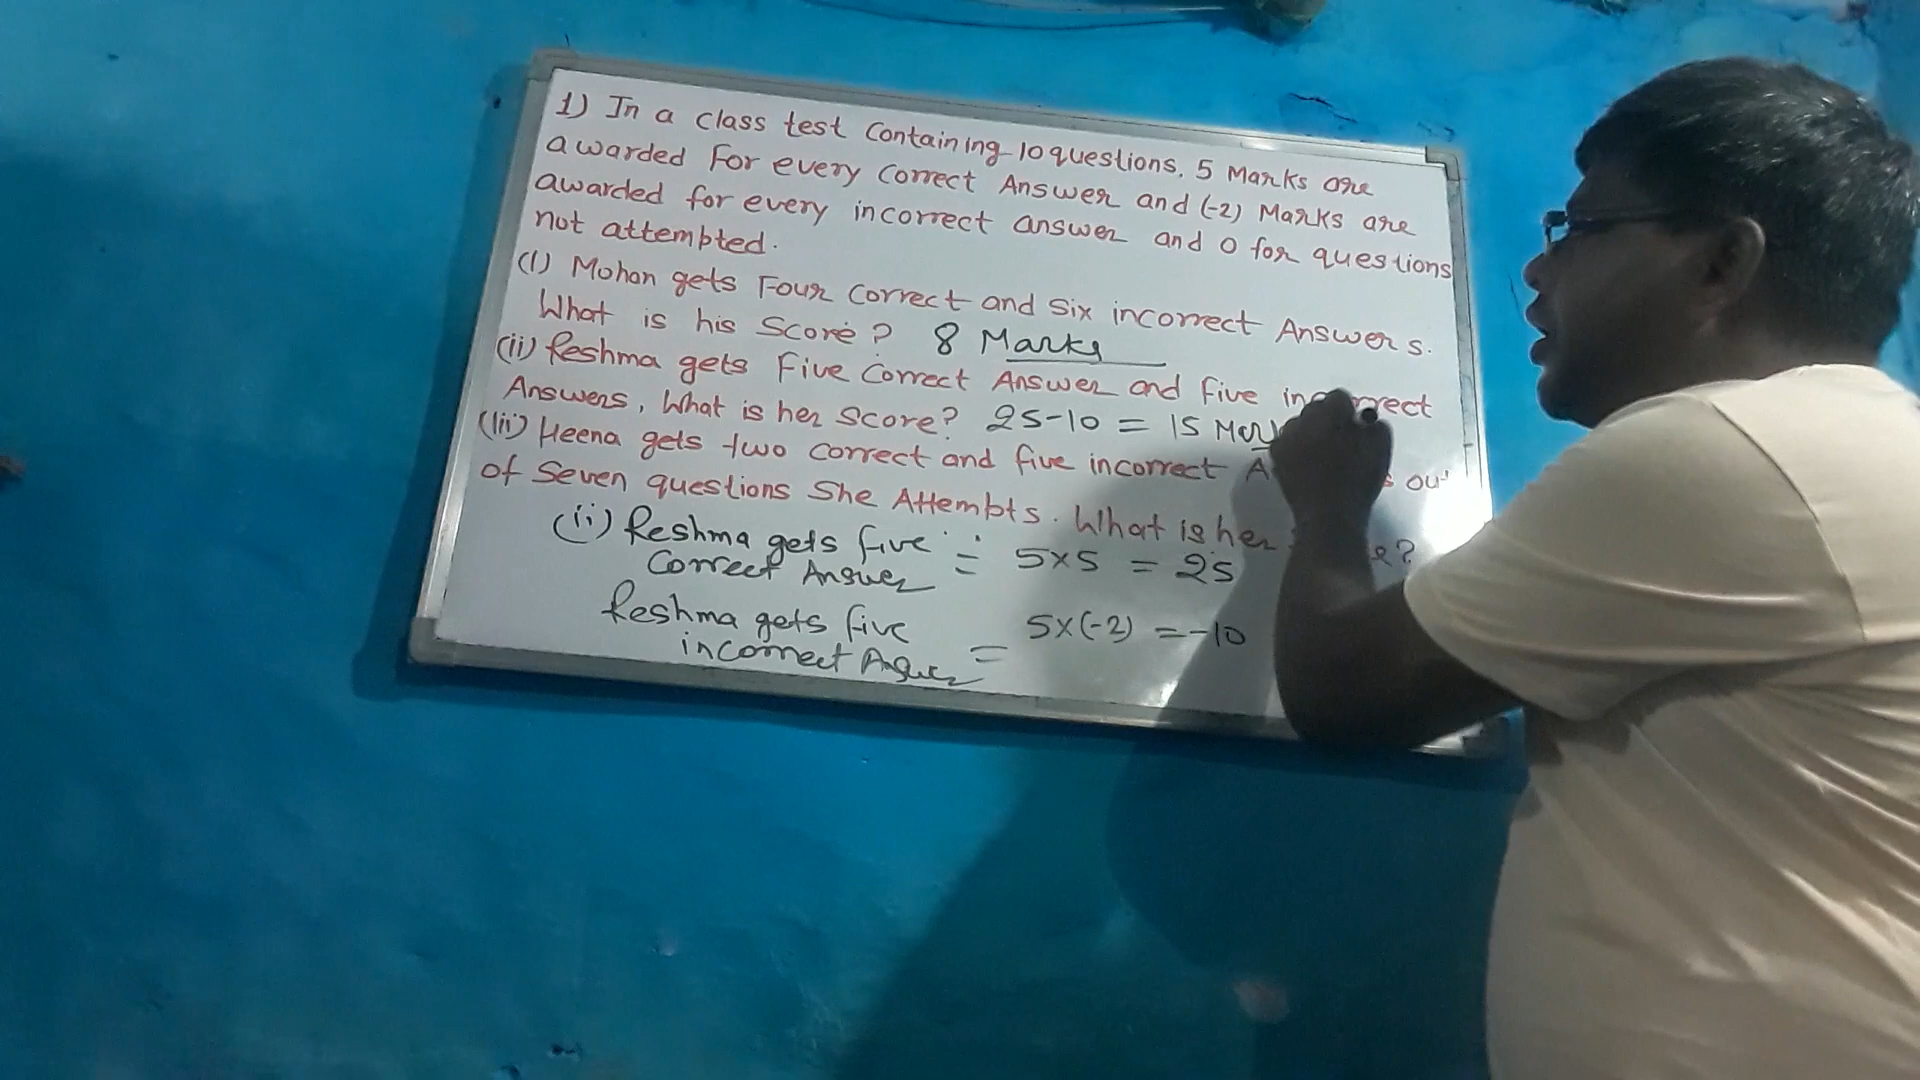 1) In a class test containing 10 questions, 5 Marks are
awarded For every correct Answer and (-2) Marks are
awarded for every incorrect answer and 0 for questions
not attempted.
(1) Mohan gets Four correct and six incorrect Answers.
What is his Score? 8 Marks
(ii) Reshma gets Five correct Answer and five incorrect
Answers, What is her Score? 25-10 = 15
(iii) Heena gets two correct and five incorrect
of Seven questions She Attempts. What is her
(ii) Reshma gets five
Correct Answer = 5x5 = 25
Reshma gets five
incorrect Answer = 5x(-2) = -10